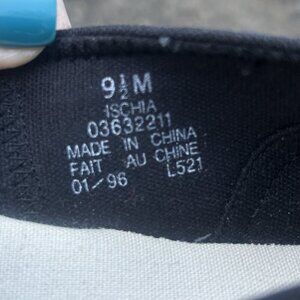 9½M
ISCHIA
03632211
MADE IN CHINA
FAIT AU CHINE
01/96 L521